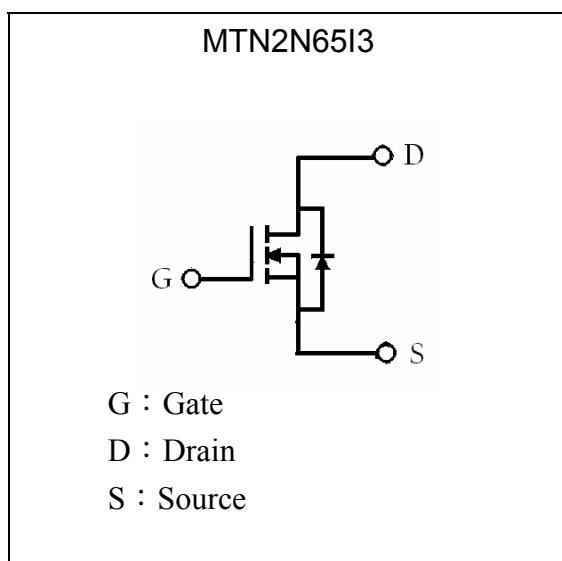 MTN2N65I3
D
G
S
G：Gate
D：Drain
S：Source